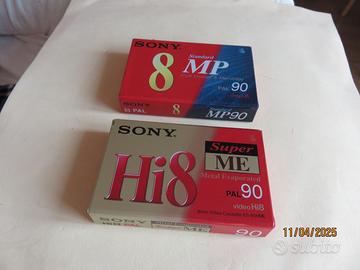 SONY
Standard
8 MP
PAL 90
8
PAL
MP90
SONY
Super
ME
Metal Evaporated
Hi8
PAL 90
video Hi8
SONY
90
11/04/2025
subito